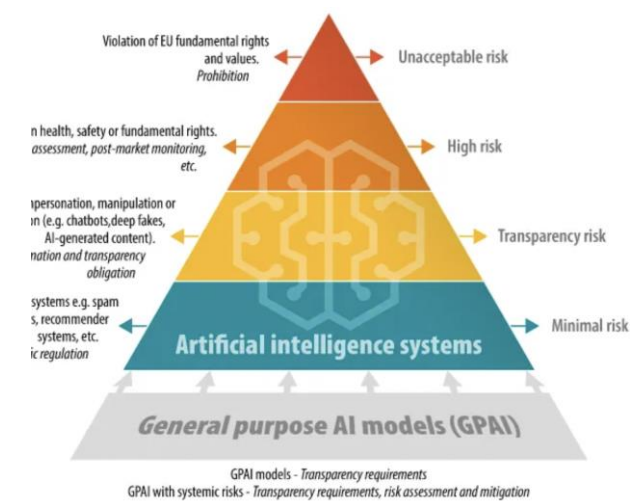 Violation of EU fundamental rights
and values.
Prohibition
Unacceptable risk
health, safety or fundamental rights.
assessment, post-market monitoring,
etc.
High risk
manipulation or
(e.g. chatbots,deep fakes,
AI-generated content).
and transparency
obligation
Transparency risk
systems e.g. spam
recommender
systems, etc.
regulation
Minimal risk
Artificial intelligence systems
General purpose AI models (GPAI)
GPAI models - Transparency requirements
GPAI with systemic risks - Transparency requirements, risk assessment and mitigation